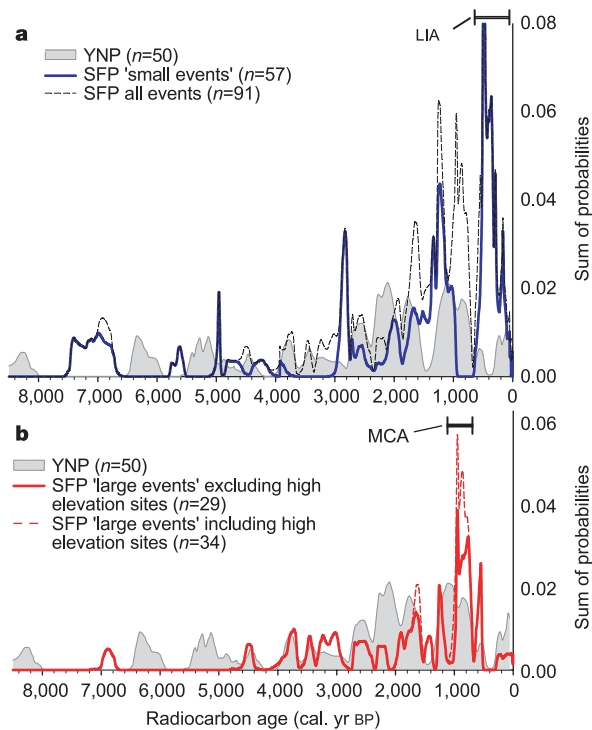 LIA
a
YNP (n=50)
SFP 'small events' (n=57)
SFP all events (n=91)
0.08
0.06
0.04
0.02
0.00
Sum of probabilities
8,000 7,000 6,000 5,000 4,000 3,000 2,000 1,000 0
MCA
b
YNP (n=50)
SFP 'large events' excluding high
elevation sites (n=29)
SFP 'large events' including high
elevation sites (n=34)
0.06
0.04
0.02
0.00
Sum of probabilities
8,000 7,000 6,000 5,000 4,000 3,000 2,000 1,000 0
Radiocarbon age (cal. yr BP)